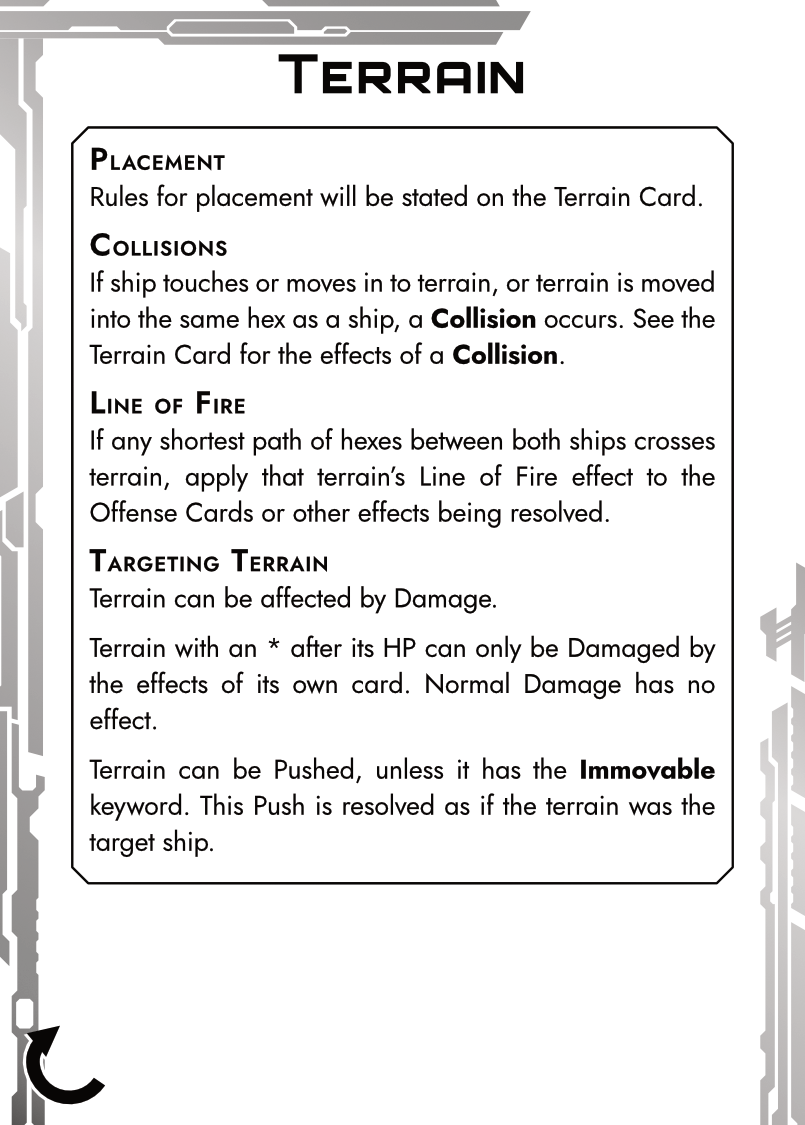 Terrain
Placement
Rules for placement will be stated on the Terrain Card.
Collisions
If ship touches or moves in to terrain, or terrain is moved
into the same hex as a ship, a Collision occurs. See the
Terrain Card for the effects of a Collision.
Line of Fire
If any shortest path of hexes between both ships crosses
terrain, apply that terrain's Line of Fire effect to the
Offense Cards or other effects being resolved.
Targeting Terrain
Terrain can be affected by Damage.
Terrain with an * after its HP can only be Damaged by
the effects of its own card. Normal Damage has no
effect.
Terrain can be Pushed, unless it has the Immovable
keyword. This Push is resolved as if the terrain was the
target ship.